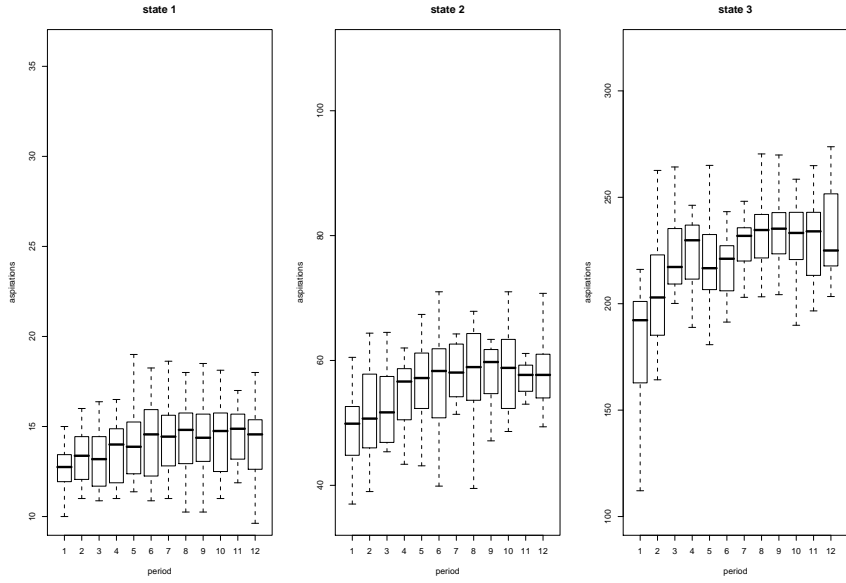 state 1
35
30
25
20
15
10
aspirations
1 2 3 4 5 6 7 8 9 10 11 12
period
state 2
100
80
60
40
aspirations
1 2 3 4 5 6 7 8 9 10 11 12
period
state 3
300
250
200
150
100
aspirations
1 2 3 4 5 6 7 8 9 10 11 12
period